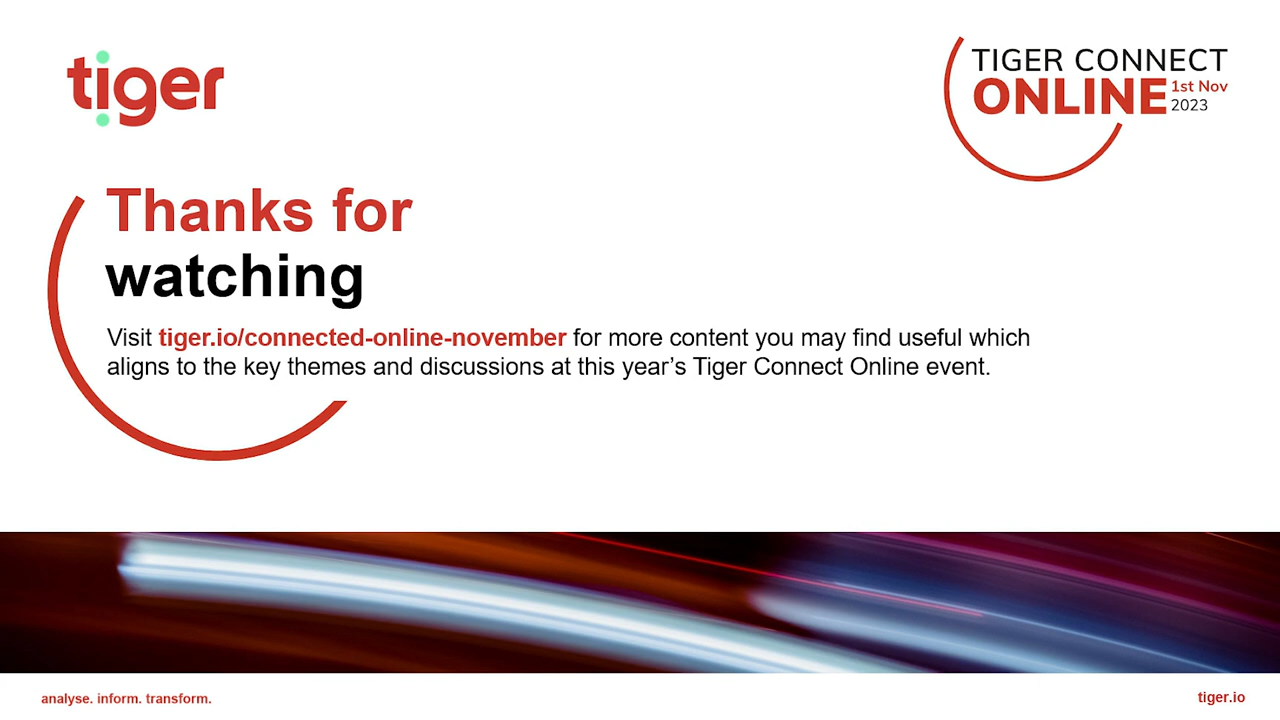 tiger
TIGER CONNECT
ONLINE 1st Nov
2023
Thanks for
watching
Visit tiger.io/connected-online-november for more content you may find useful which
aligns to the key themes and discussions at this year’s Tiger Connect Online event.
analyse. inform. transform.
tiger.io